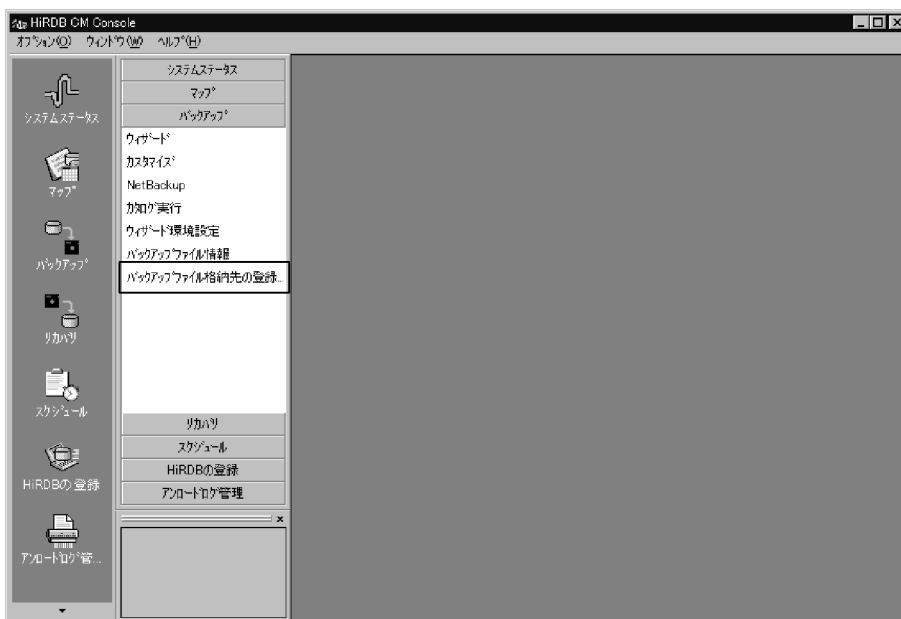 HiRDB CM Console
ｵﾌﾟｼｮﾝ(O) ｳｨﾝﾄﾞｳ(W) ﾍﾙﾌﾟ(H)
ｼｽﾃﾑｽﾃｰﾀｽ
ﾏｯﾌﾟ
ﾊﾞｯｸｱｯﾌﾟ
ﾘｶﾊﾞﾘ
ｽｹｼﾞｭｰﾙ
HiRDBの登録
ｱﾝﾛｰﾄﾞﾛｸﾞ管...
ｼｽﾃﾑｽﾃｰﾀｽ
ﾏｯﾌﾟ
ﾊﾞｯｸｱｯﾌﾟ
ｳｨｻﾞｰﾄﾞ
ｶｽﾀﾏｲｽﾞ
NetBackup
ｶﾀﾛｸﾞ実行
ｳｨｻﾞｰﾄﾞ環境設定
ﾊﾞｯｸｱｯﾌﾟﾌｧｲﾙ情報
ﾊﾞｯｸｱｯﾌﾟﾌｧｲﾙ格納先の登録...
ﾘｶﾊﾞﾘ
ｽｹｼﾞｭｰﾙ
HiRDBの登録
ｱﾝﾛｰﾄﾞﾛｸﾞ管理